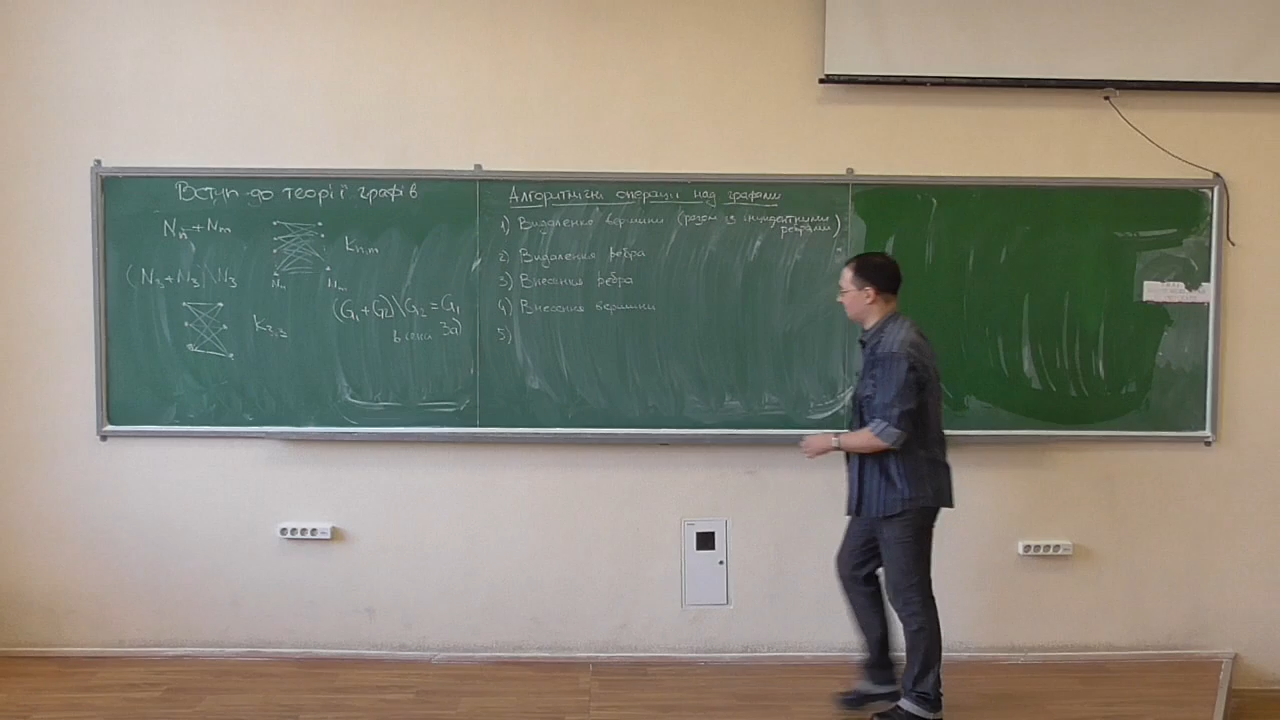 Вступ до теорії графів
Nn + Nm
Kn,m
Nn Nm
(N3 + N3) \ N3
K3,3
(G1 + G2) \ G2 = G1
Алгоритмічні операції над графами
1) Видалення вершини (разом із інцидентними
ребрами)
2) Видалення ребра
3) Внесення ребра
4) Внесення вершини
5)